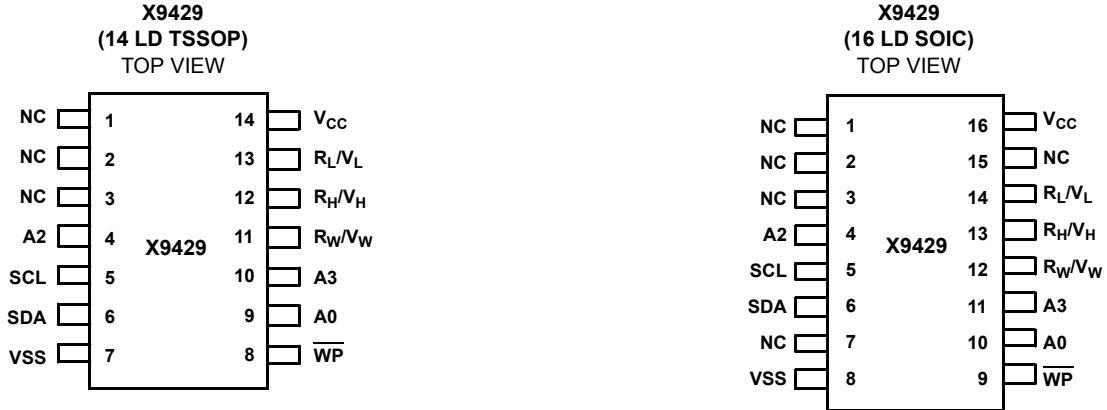 X9429
(14 LD TSSOP)
TOP VIEW
NC 1 14 VCC
NC 2 13 RL/VL
NC 3 12 RH/VH
A2 4 11 RW/VW
X9429
SCL 5 10 A3
SDA 6 9 A0
VSS 7 8 WP
X9429
(16 LD SOIC)
TOP VIEW
NC 1 16 VCC
NC 2 15 NC
NC 3 14 RL/VL
A2 4 13 RH/VH
X9429
SCL 5 12 RW/VW
SDA 6 11 A3
NC 7 10 A0
VSS 8 9 WP